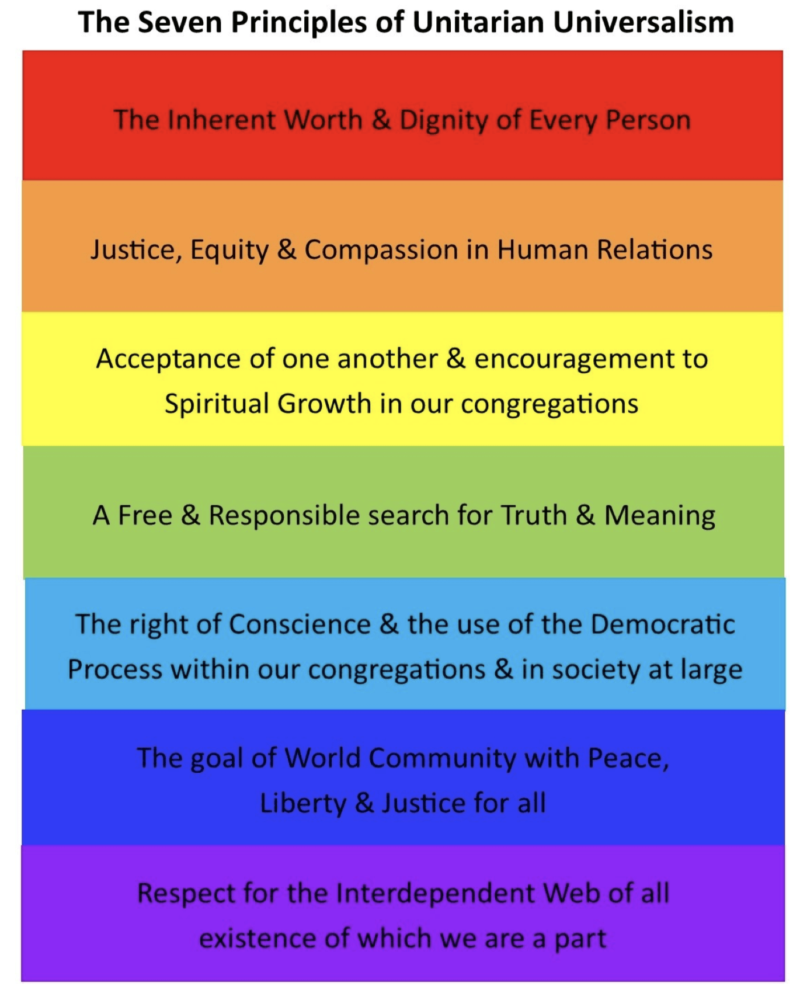 The Seven Principles of Unitarian Universalism
The Inherent Worth & Dignity of Every Person
Justice, Equity & Compassion in Human Relations
Acceptance of one another & encouragement to
Spiritual Growth in our congregations
A Free & Responsible search for Truth & Meaning
The right of Conscience & the use of the Democratic
Process within our congregations & in society at large
The goal of World Community with Peace,
Liberty & Justice for all
Respect for the Interdependent Web of all
existence of which we are a part